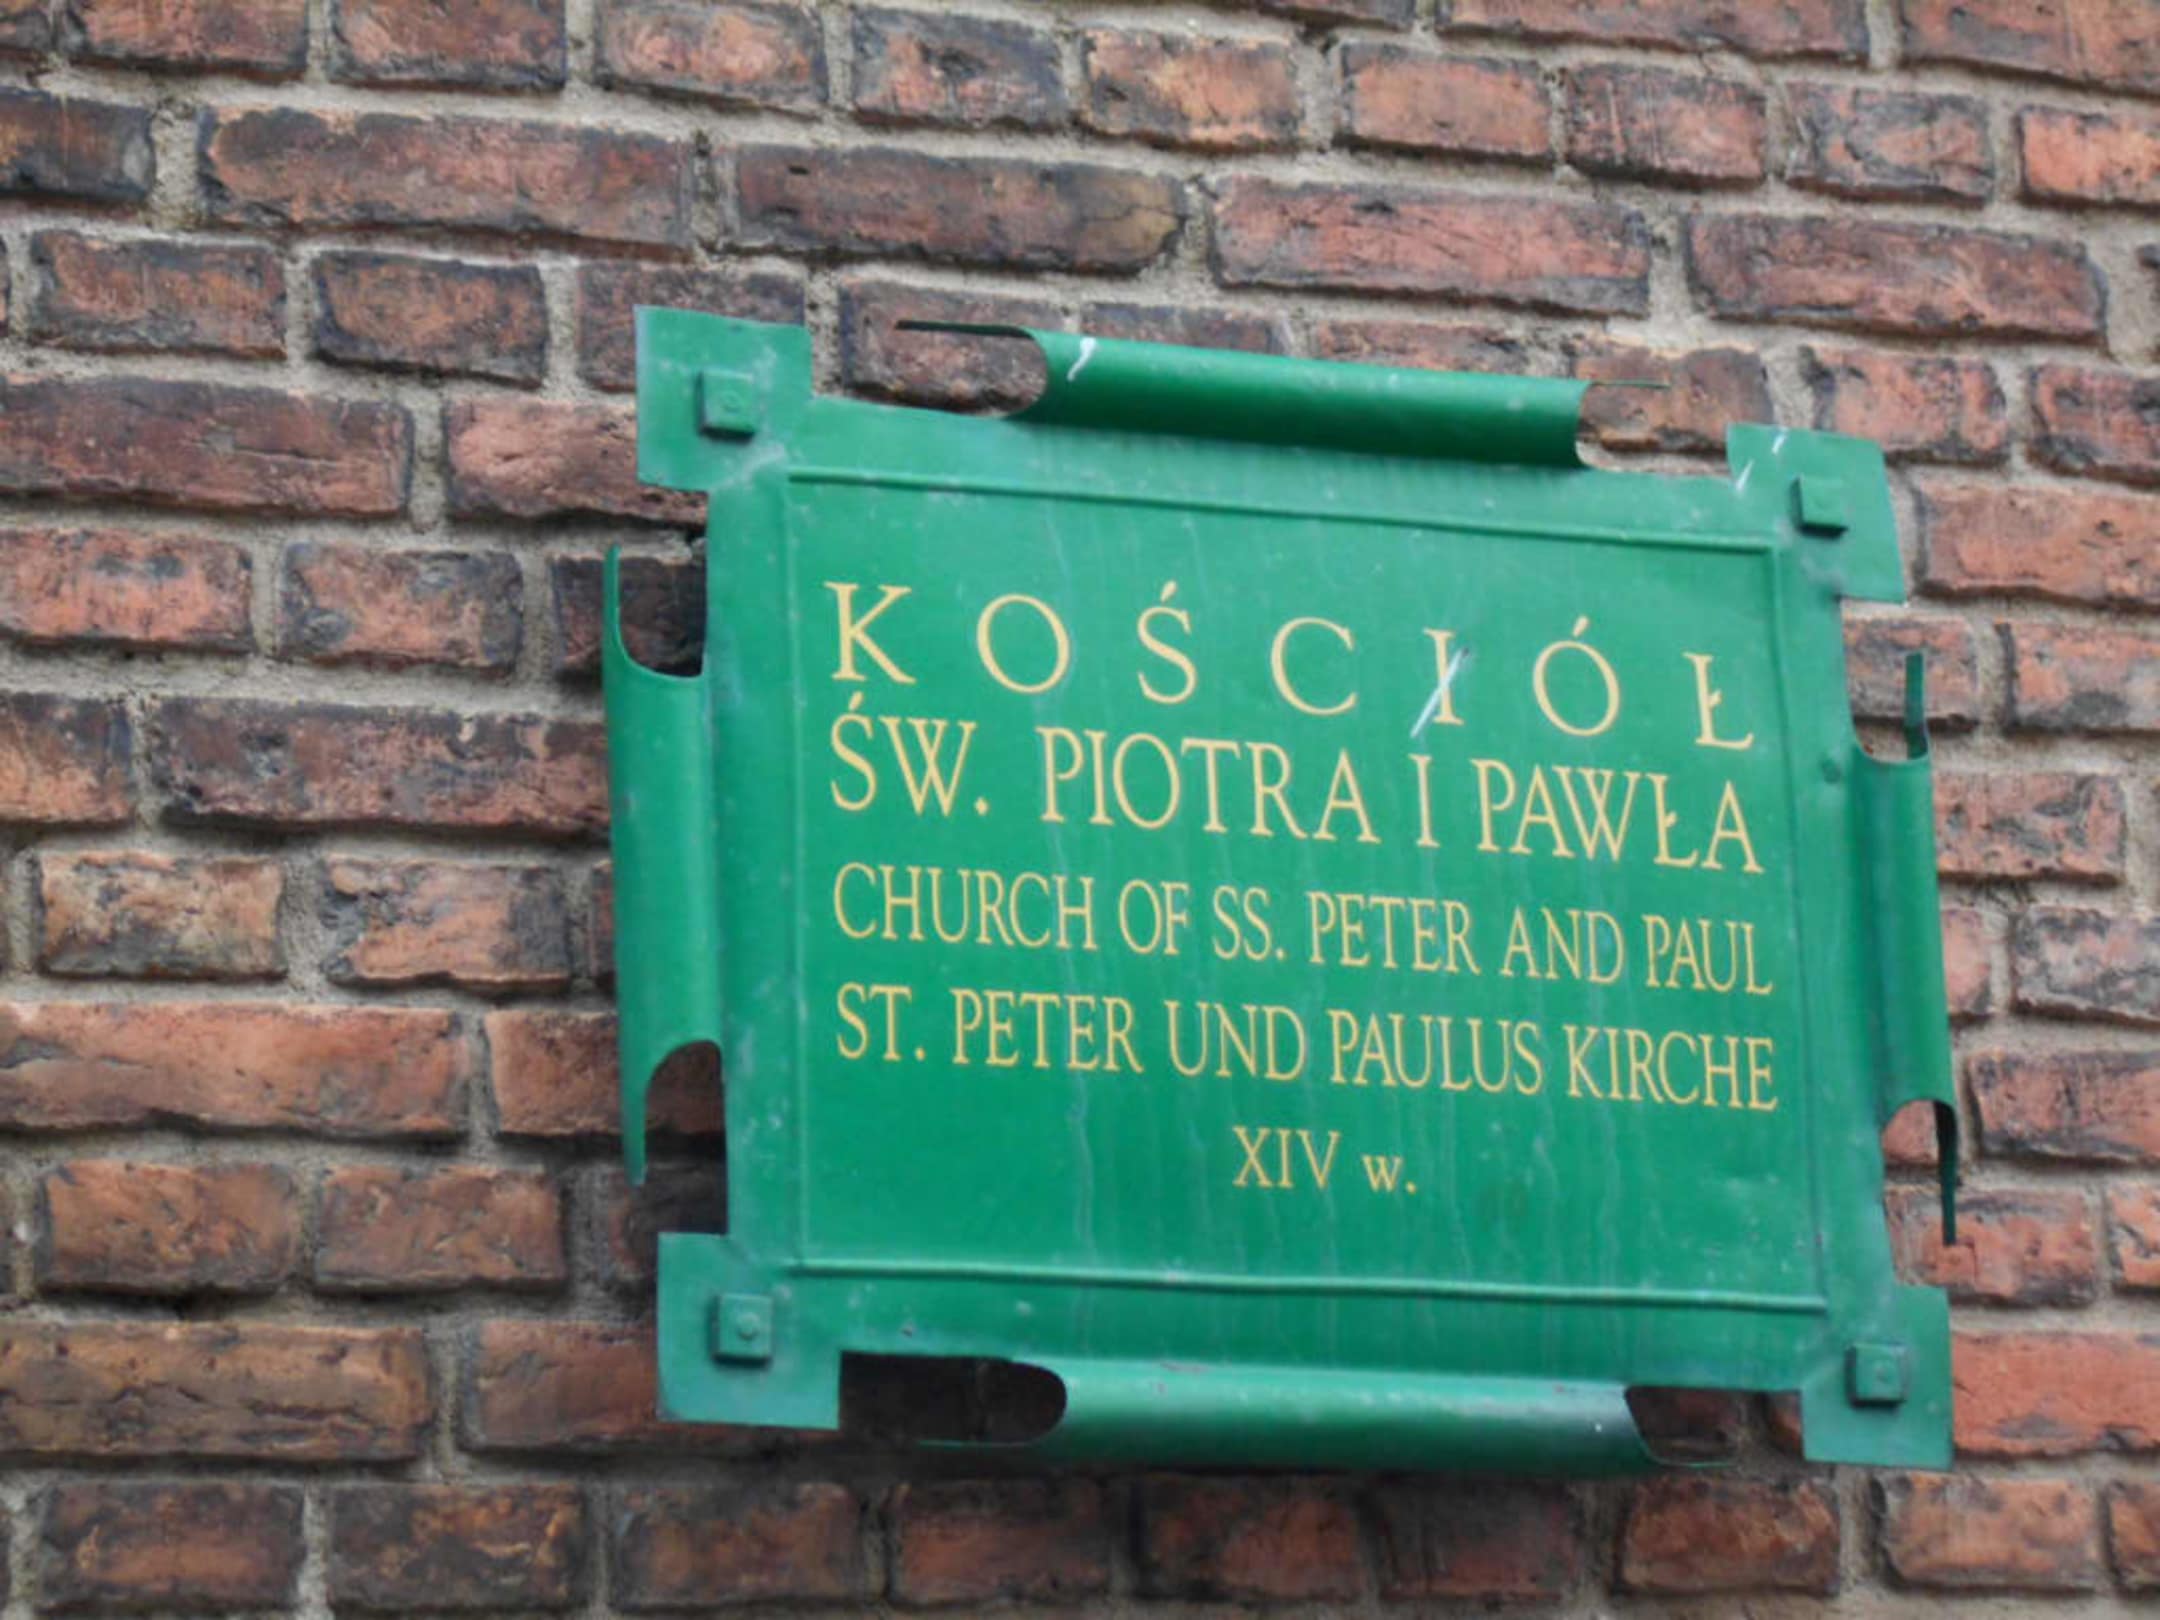 KOŚCIÓŁ
ŚW. PIOTRA I PAWŁA
CHURCH OF SS. PETER AND PAUL
ST. PETER UND PAULUS KIRCHE
XIV w.